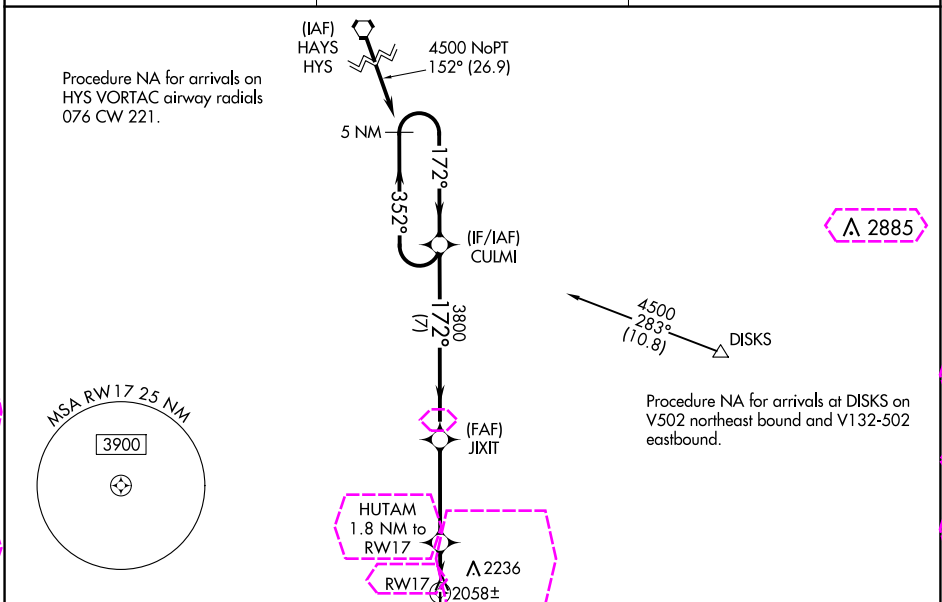 (IAF)
HAYS
HYS
4500 NoPT
152° (26.9)
Procedure NA for arrivals on
HYS VORTAC airway radials
076 CW 221.
5 NM
172°
352°
(IF/IAF)
CULMI
2885
3800
172°
(7)
4500
283°
(10.8)
DISKS
Procedure NA for arrivals at DISKS on
V502 northeast bound and V132-502
eastbound.
MSA RW17 25 NM
3900
(FAF)
JIXIT
HUTAM
1.8 NM to
RW17
2236
RW17
2058±